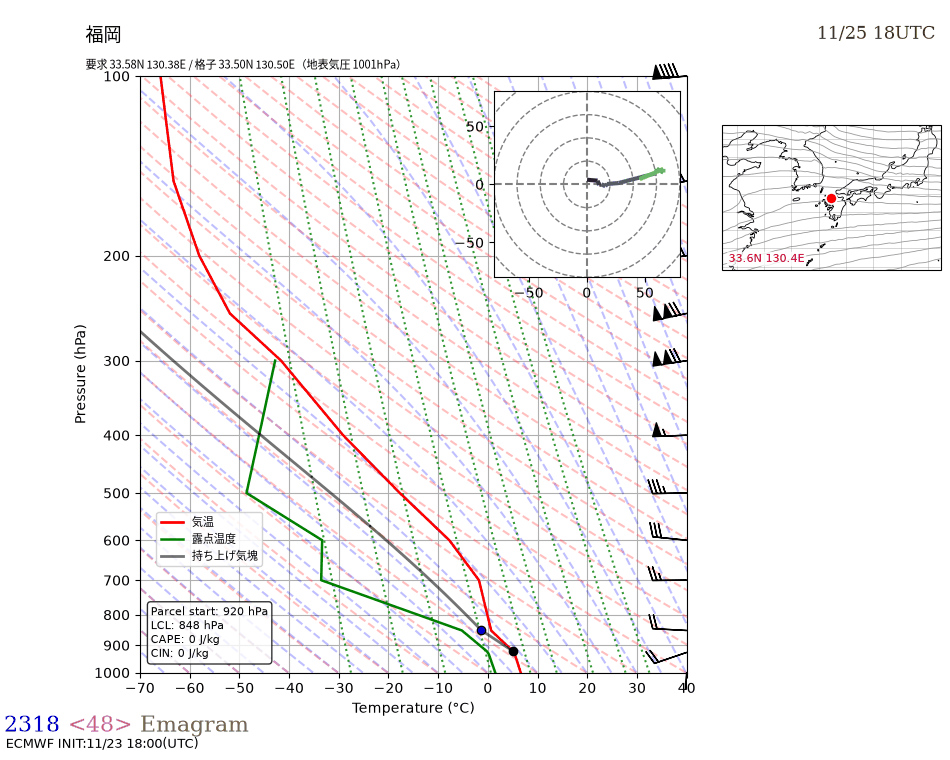 福岡
11/25 18UTC
要求 33.58N 130.38E / 格子 33.50N 130.50E（地表気圧 1001hPa）
100
200
300
400
500
600
700
800
900
1000
Pressure (hPa)
−70 −60 −50 −40 −30 −20 −10 0 10 20 30 40
Temperature (°C)
50
0
−50
−50 0 50
33.6N 130.4E
気温
露点温度
持ち上げ気塊
Parcel start: 920 hPa
LCL: 848 hPa
CAPE: 0 J/kg
CIN: 0 J/kg
2318 <48> Emagram
ECMWF INIT:11/23 18:00(UTC)